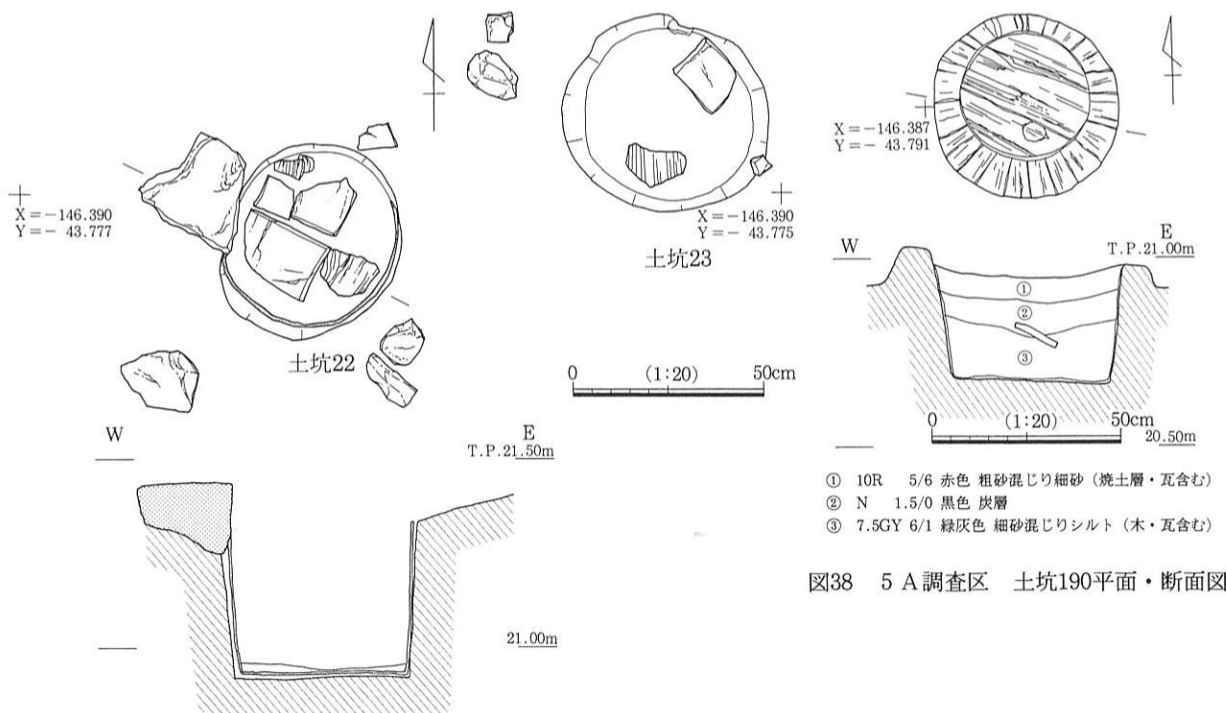 X=-146.390
Y=- 43.777
土坑22
W
E
T.P.21.50m
21.00m
X=-146.390
Y=- 43.775
土坑23
0 (1:20) 50cm
X=-146.387
Y=- 43.791
W
E
T.P.21.00m
①
②
③
0 (1:20) 50cm
20.50m
① 10R 5/6 赤色 粗砂混じり細砂（焼土層・瓦含む）
② N 1.5/0 黒色 炭層
③ 7.5GY 6/1 緑灰色 細砂混じりシルト（木・瓦含む）
図38 5A調査区 土坑190平面・断面図